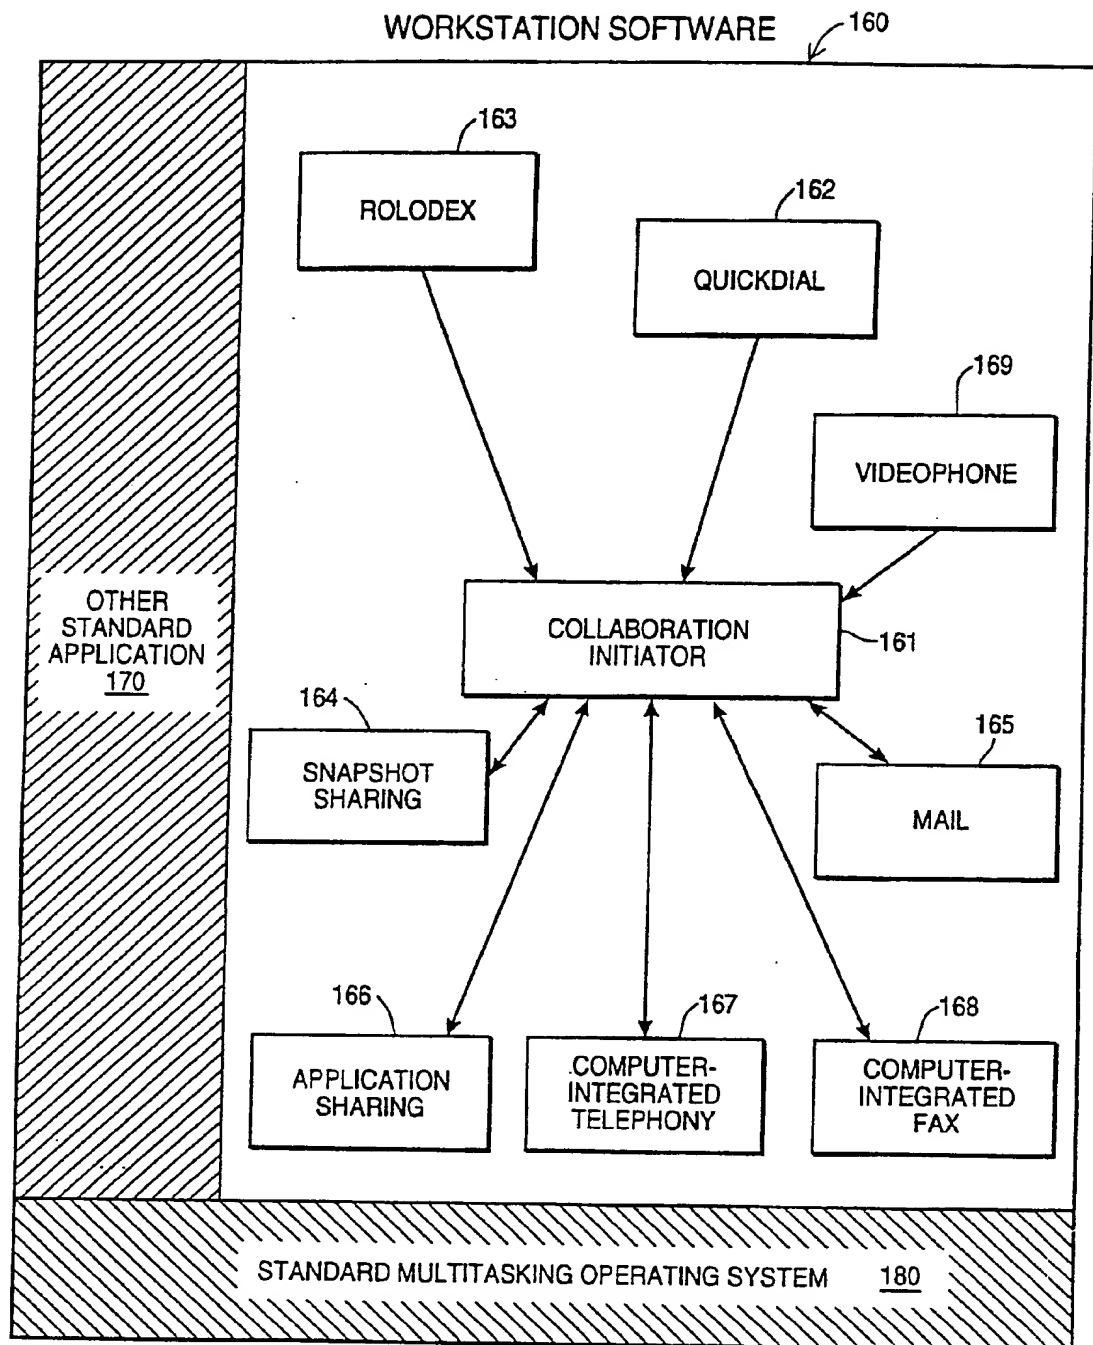 WORKSTATION SOFTWARE
160
163
ROLODEX
162
QUICKDIAL
169
VIDEOPHONE
COLLABORATION
INITIATOR
161
OTHER
STANDARD
APPLICATION
170
164
SNAPSHOT
SHARING
165
MAIL
166
APPLICATION
SHARING
167
COMPUTER-
INTEGRATED
TELEPHONY
168
COMPUTER-
INTEGRATED
FAX
STANDARD MULTITASKING OPERATING SYSTEM 180